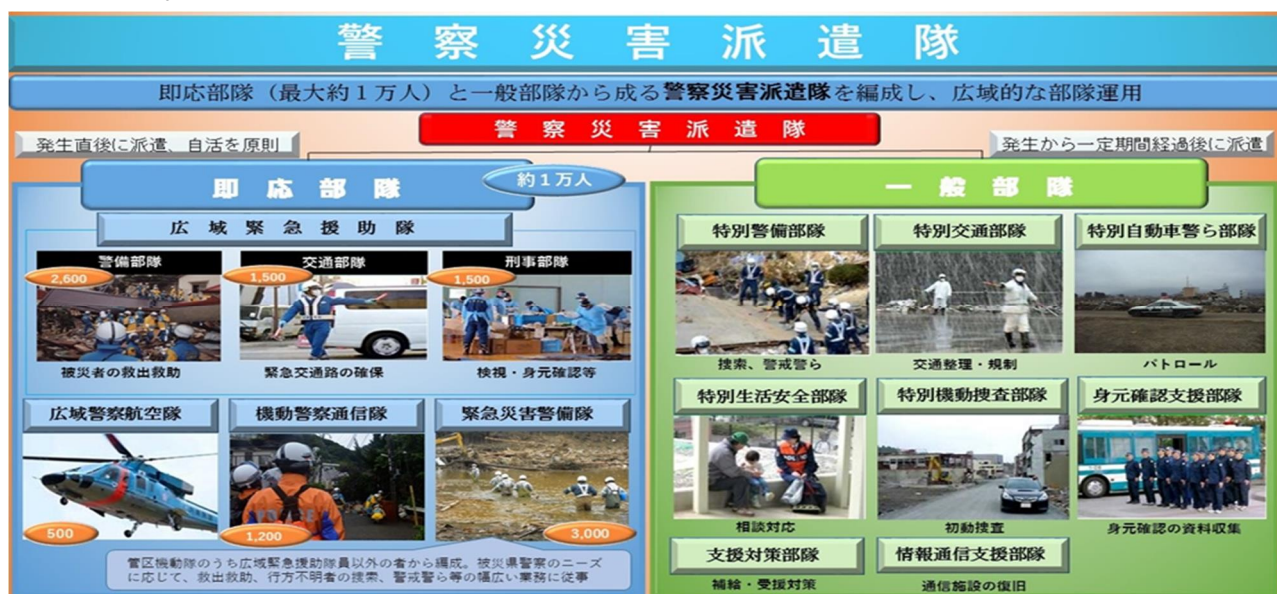 警察災害派遣隊
即応部隊（最大約１万人）と一般部隊から成る警察災害派遣隊を編成し、広域的な部隊運用
警察災害派遣隊
発生直後に派遣、自活を原則
発生から一定期間経過後に派遣
即応部隊
約１万人
広域緊急援助隊
警備部隊
2,600
被災者の救出救助
交通部隊
1,500
緊急交通路の確保
刑事部隊
1,500
検視・身元確認等
広域警察航空隊
500
機動警察通信隊
1,200
緊急災害警備隊
3,000
管区機動隊のうち広域緊急援助隊員以外の者から編成。被災県警察のニーズ
に応じて、救出救助、行方不明者の捜索、警戒警ら等の幅広い業務に従事
一般部隊
特別警備部隊
捜索、警戒警ら
特別交通部隊
交通整理・規制
特別自動車警ら部隊
パトロール
特別生活安全部隊
相談対応
特別機動捜査部隊
初動捜査
身元確認支援部隊
身元確認の資料収集
支援対策部隊
補給・受援対策
情報通信支援部隊
通信施設の復旧